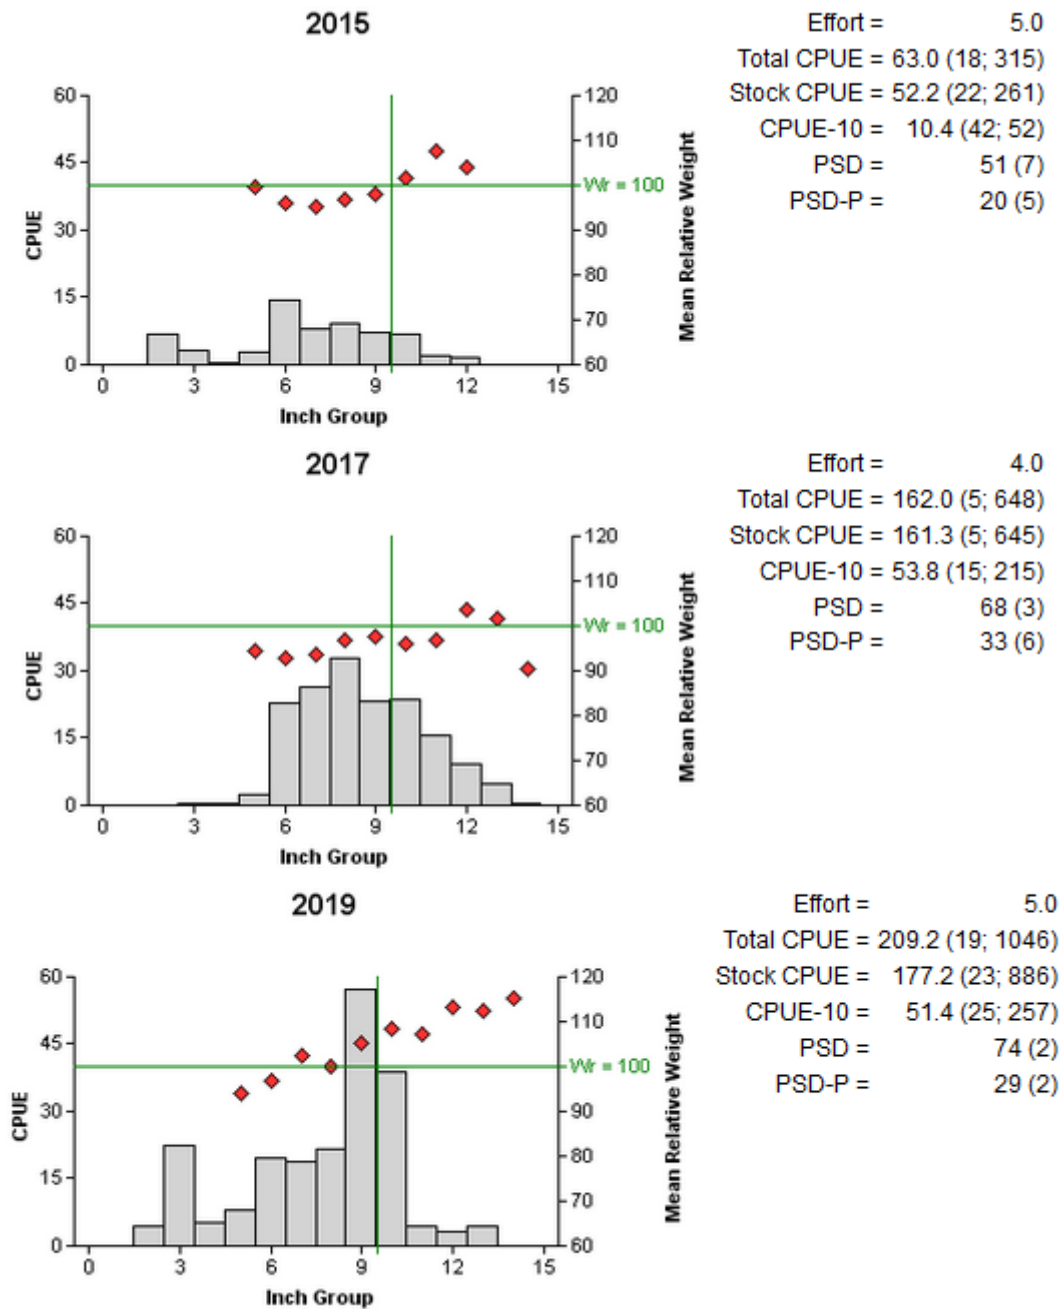 2015
Effort = 5.0
Total CPUE = 63.0 (18; 315)
Stock CPUE = 52.2 (22; 261)
CPUE-10 = 10.4 (42; 52)
PSD = 51 (7)
PSD-P = 20 (5)
60 120
110
45
Wr = 100
30 90
80
15
70
0 60
CPUE
Mean Relative Weight
0 3 6 9 12 15
Inch Group
2017
Effort = 4.0
Total CPUE = 162.0 (5; 648)
Stock CPUE = 161.3 (5; 645)
CPUE-10 = 53.8 (15; 215)
PSD = 68 (3)
PSD-P = 33 (6)
60 120
110
45
Wr = 100
30 90
80
15
70
0 60
CPUE
Mean Relative Weight
0 3 6 9 12 15
Inch Group
2019
Effort = 5.0
Total CPUE = 209.2 (19; 1046)
Stock CPUE = 177.2 (23; 886)
CPUE-10 = 51.4 (25; 257)
PSD = 74 (2)
PSD-P = 29 (2)
60 120
110
45
Wr = 100
30 90
80
15
70
0 60
CPUE
Mean Relative Weight
0 3 6 9 12 15
Inch Group